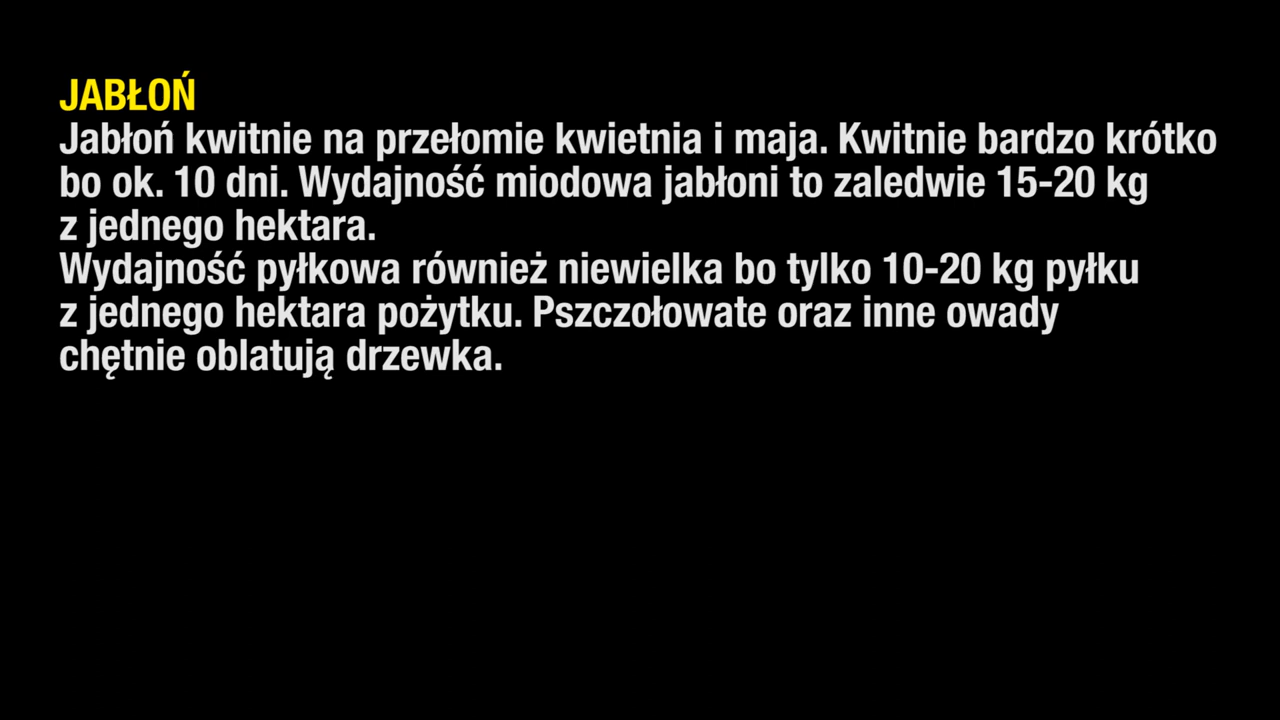 JABŁOŃ
Jabłoń kwitnie na przełomie kwietnia i maja. Kwitnie bardzo krótko
bo ok. 10 dni. Wydajność miodowa jabłoni to zaledwie 15-20 kg
z jednego hektara.
Wydajność pyłkowa również niewielka bo tylko 10-20 kg pyłku
z jednego hektara pożytku. Pszczołowate oraz inne owady
chętnie oblatują drzewka.